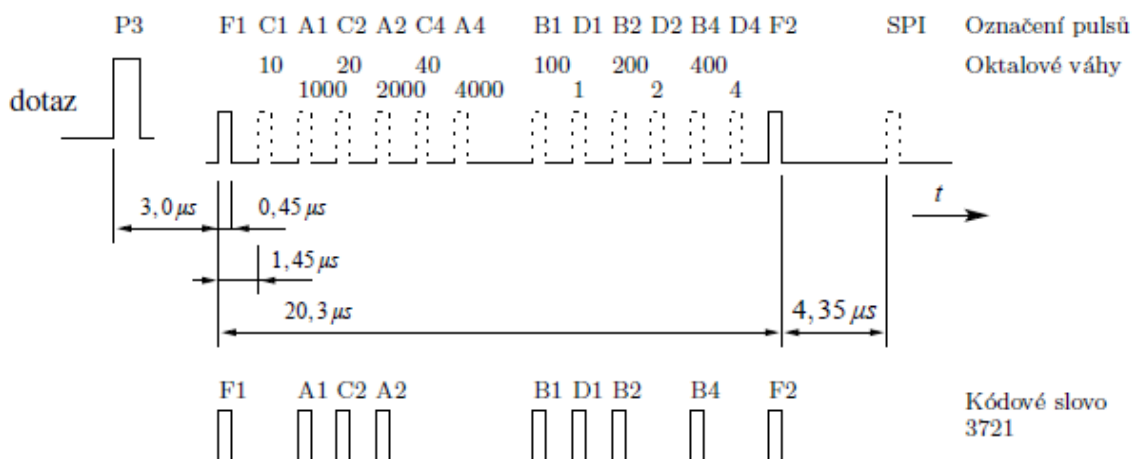 P3 F1 C1 A1 C2 A2 C4 A4 B1 D1 B2 D2 B4 D4 F2 SPI Označení pulsů
10 20 40 100 200 400 Oktalové váhy
1000 2000 4000 1 2 4
dotaz
3,0 μs 0,45 μs t
1,45 μs
20,3 μs 4,35 μs
F1 A1 C2 A2 B1 D1 B2 B4 F2 Kódové slovo
3721